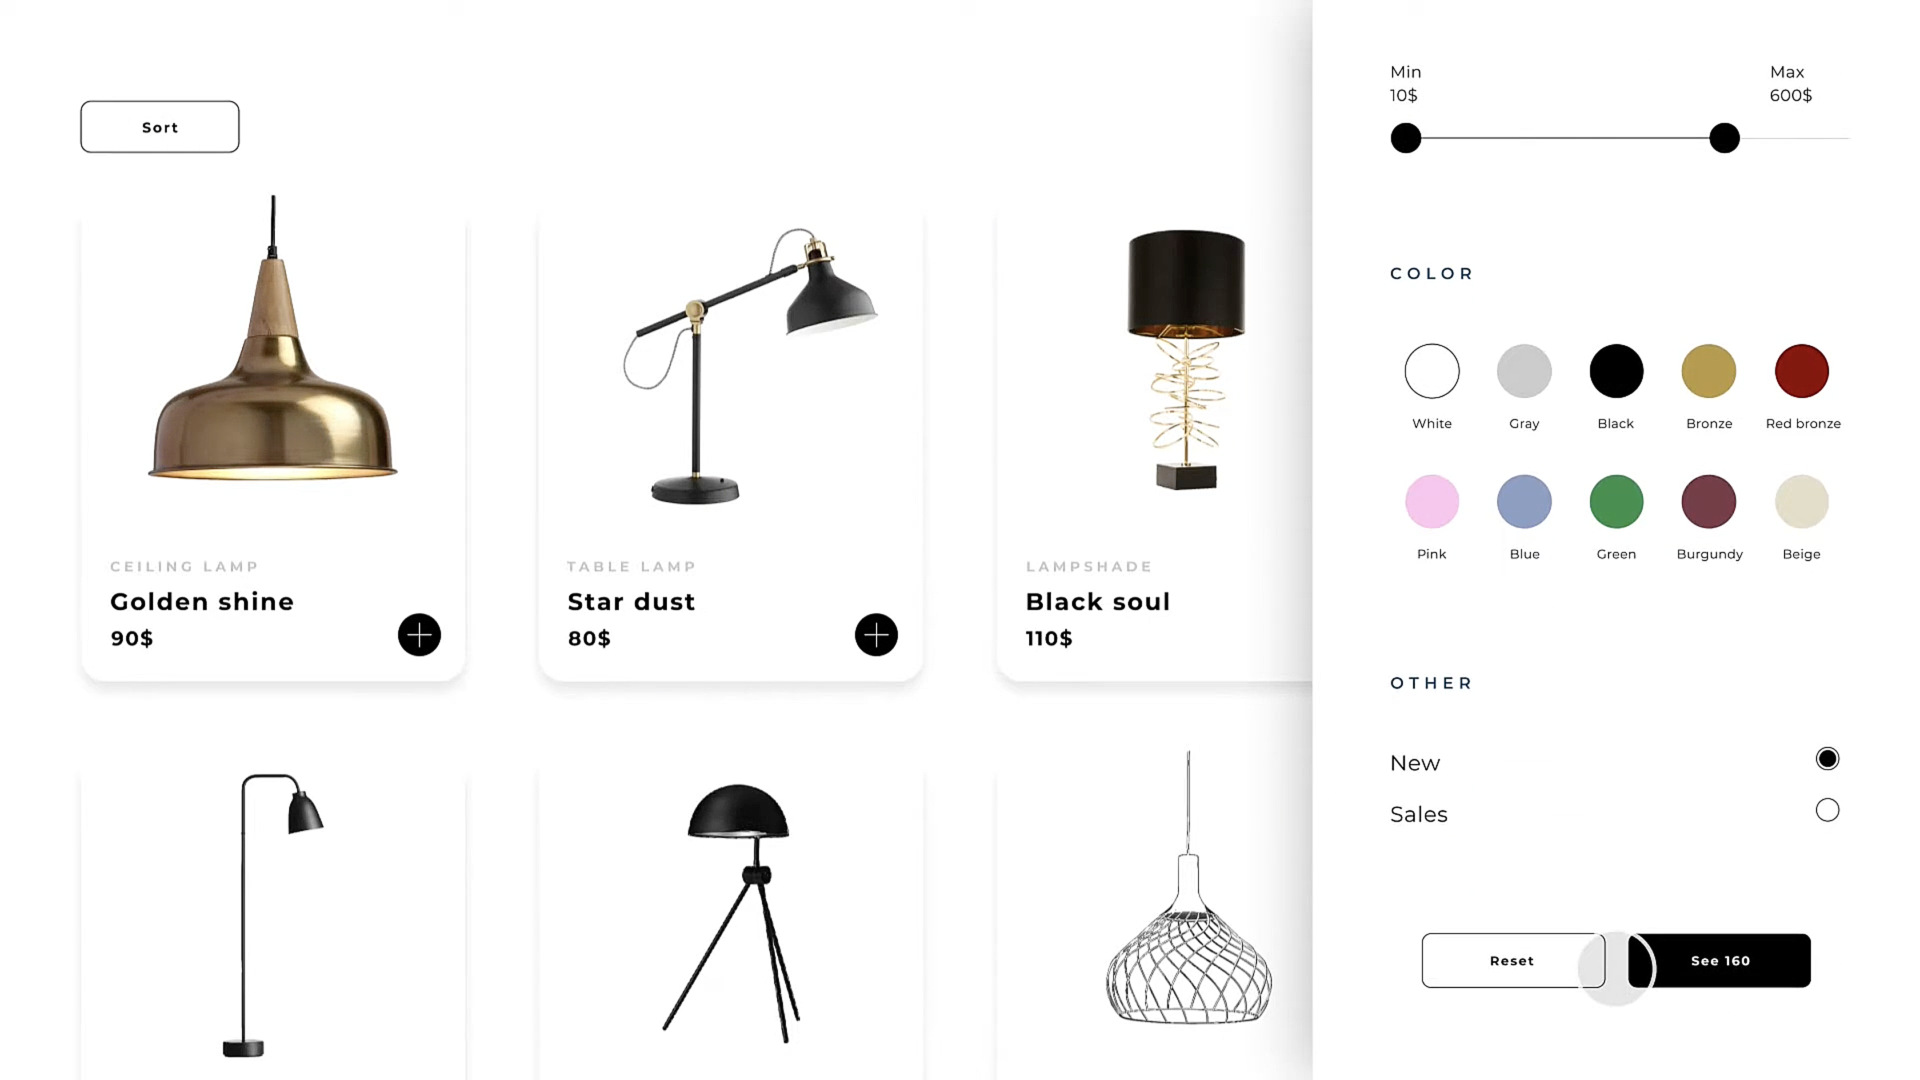 Sort
CEILING LAMP
Golden shine
90$
TABLE LAMP
Star dust
80$
LAMPSHADE
Black soul
110$
Min
10$
Max
600$
COLOR
White
Gray
Black
Bronze
Red bronze
Pink
Blue
Green
Burgundy
Beige
OTHER
New
Sales
Reset
See 160